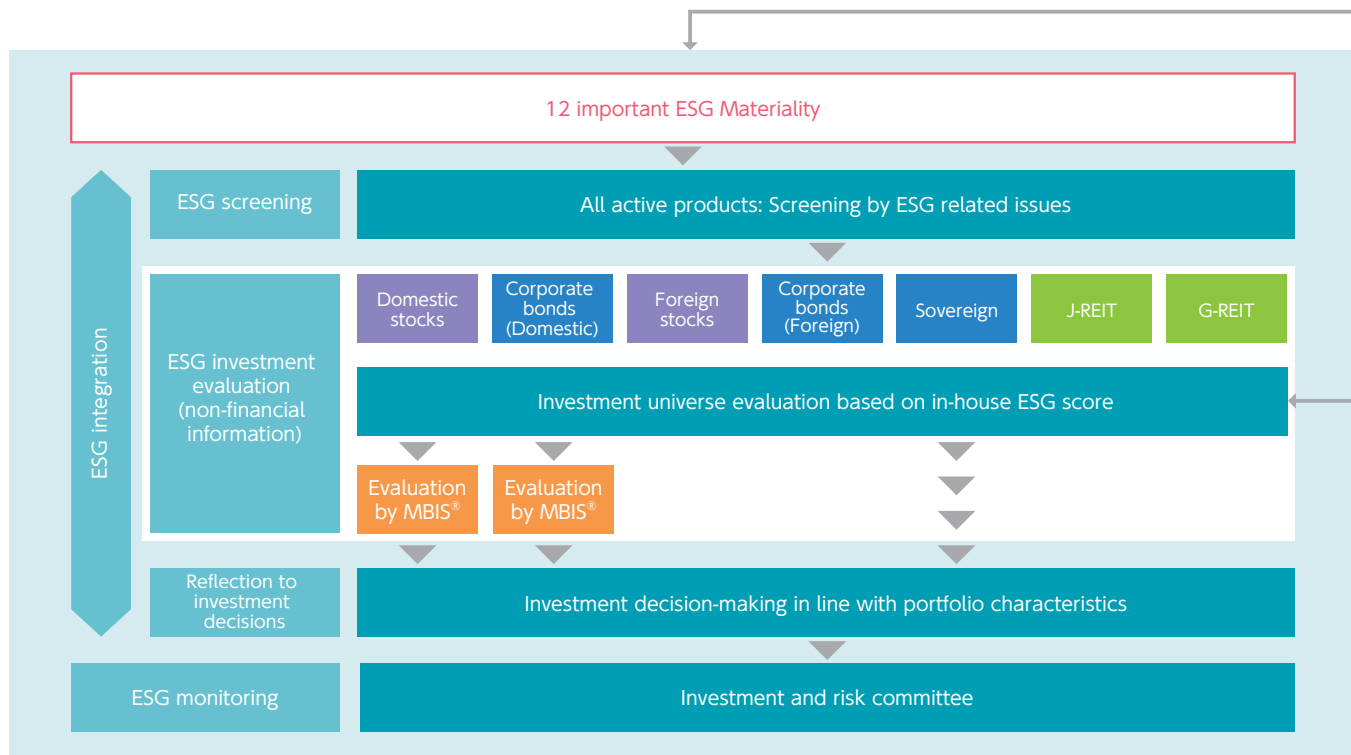 12 important ESG Materiality
ESG integration
ESG screening
All active products: Screening by ESG related issues
ESG investment
evaluation
(non-financial
information)
Domestic
stocks
Corporate
bonds
(Domestic)
Foreign
stocks
Corporate
bonds
(Foreign)
Sovereign
J-REIT
G-REIT
Investment universe evaluation based on in-house ESG score
Evaluation
by MBIS®
Evaluation
by MBIS®
Reflection to
investment
decisions
Investment decision-making in line with portfolio characteristics
ESG monitoring
Investment and risk committee